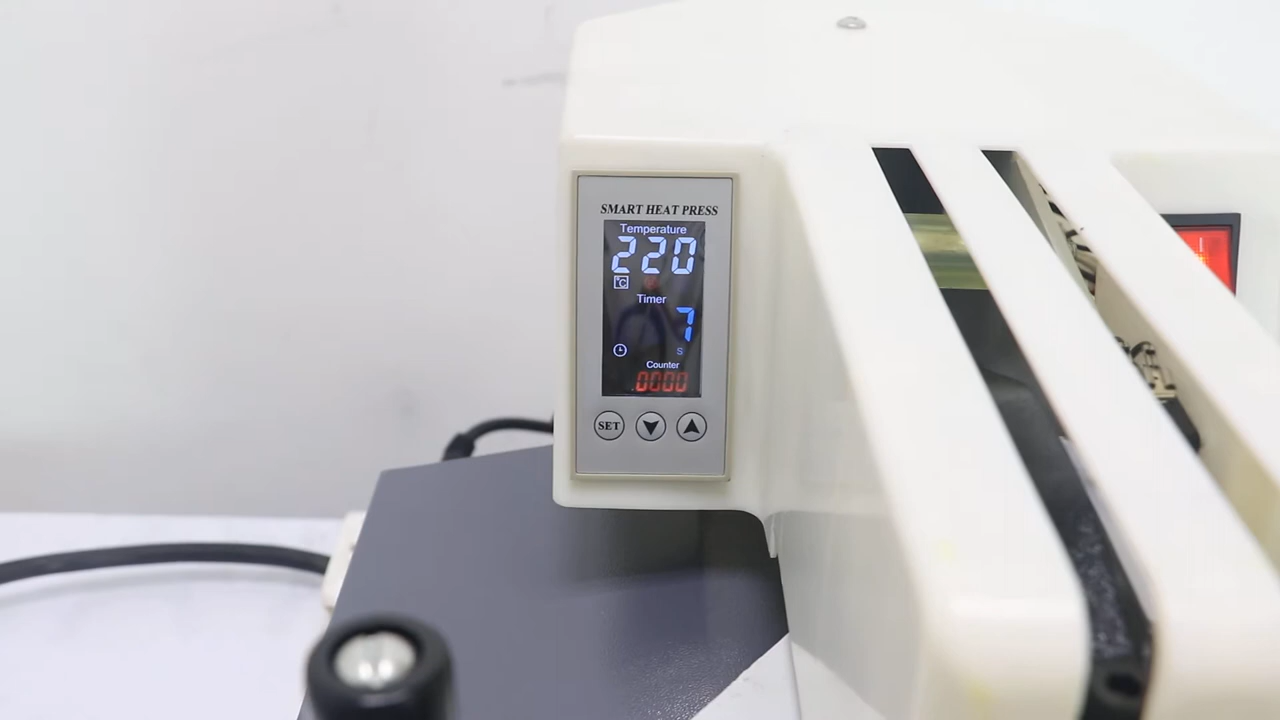 SMART HEAT PRESS
Temperature
220
°C
Timer
7
S
Counter
0000
SET